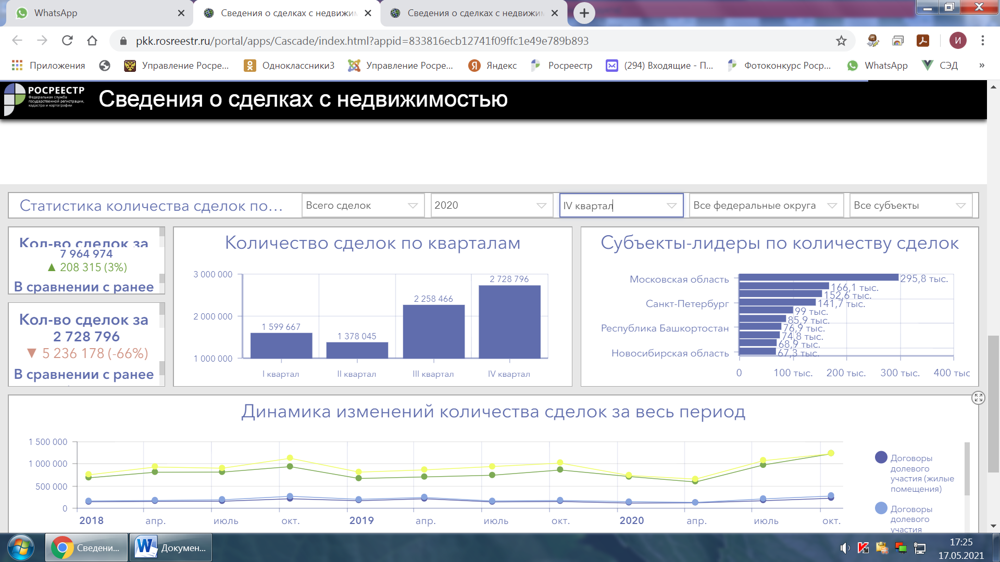 WhatsApp
Сведения о сделках с недвижим
Сведения о сделках с недвижим
pkk.rosreestr.ru/portal/apps/Cascade/index.html?appid=833816ecb12741f09ffc1e49e789b893
И
Приложения
Управление Росре...
Одноклассники3
Управление Росре...
Яндекс
Росреестр
(294) Входящие - П...
Фотоконкурс Роср...
WhatsApp
СЭД
»
РОСРЕЕСТР
Федеральная служба
государственной регистрации,
кадастра и картографии
Сведения о сделках с недвижимостью
Статистика количества сделок по...
Всего сделок
2020
IV квартал
Все федеральные округа
Все субъекты
Кол-во сделок за
7 964 974
▲ 208 315 (3%)
В сравнении с ранее
Кол-во сделок за
2 728 796
▼ 5 236 178 (-66%)
В сравнении с ранее
Количество сделок по кварталам
3 000 000
2 000 000
1 000 000
1 599 667
1 378 045
2 258 466
2 728 796
I квартал
II квартал
III квартал
IV квартал
Субъекты-лидеры по количеству сделок
Московская область
Санкт-Петербург
Республика Башкортостан
Новосибирская область
295,8 тыс.
166,1 тыс.
152,6 тыс.
141,7 тыс.
99 тыс.
85,9 тыс.
76,9 тыс.
74,8 тыс.
68,9 тыс.
67,3 тыс.
0
100 тыс.
200 тыс.
300 тыс.
400 тыс
Динамика изменений количества сделок за весь период
1 500 000
1 000 000
500 000
0
2018
апр.
июль
окт.
2019
апр.
июль
окт.
2020
апр.
июль
окт.
Договоры
долевого
участия (жилые
помещения)
Договоры
долевого
участия
Сведени...
Докумен...
17:25
17.05.2021